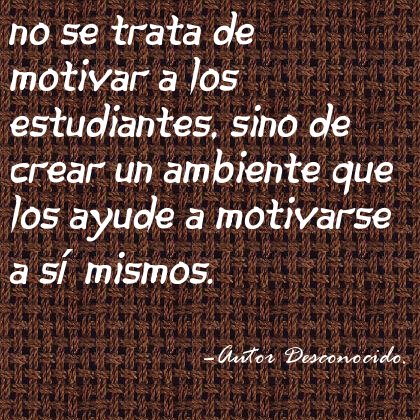 no se trata de
motivar a los
estudiantes, sino de
crear un ambiente que
los ayude a motivarse
a sí mismos.
-Autor Desconocido.